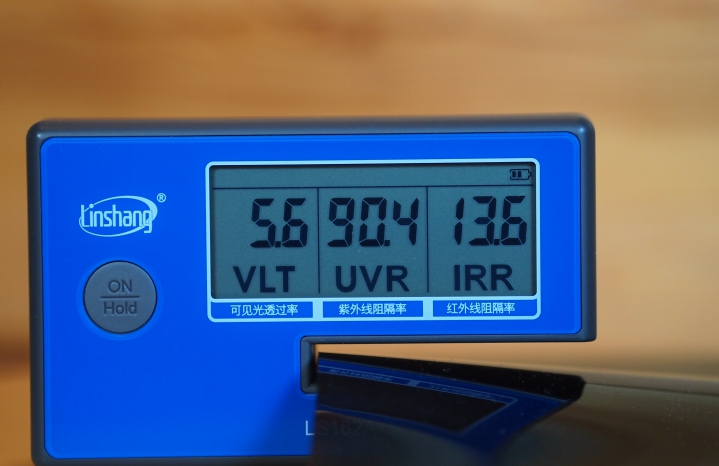 Linshang®
ON
Hold
5.6 90.4 13.6
VLT UVR IRR
可见光透过率 紫外线阻隔率 红外线阻隔率
LS162